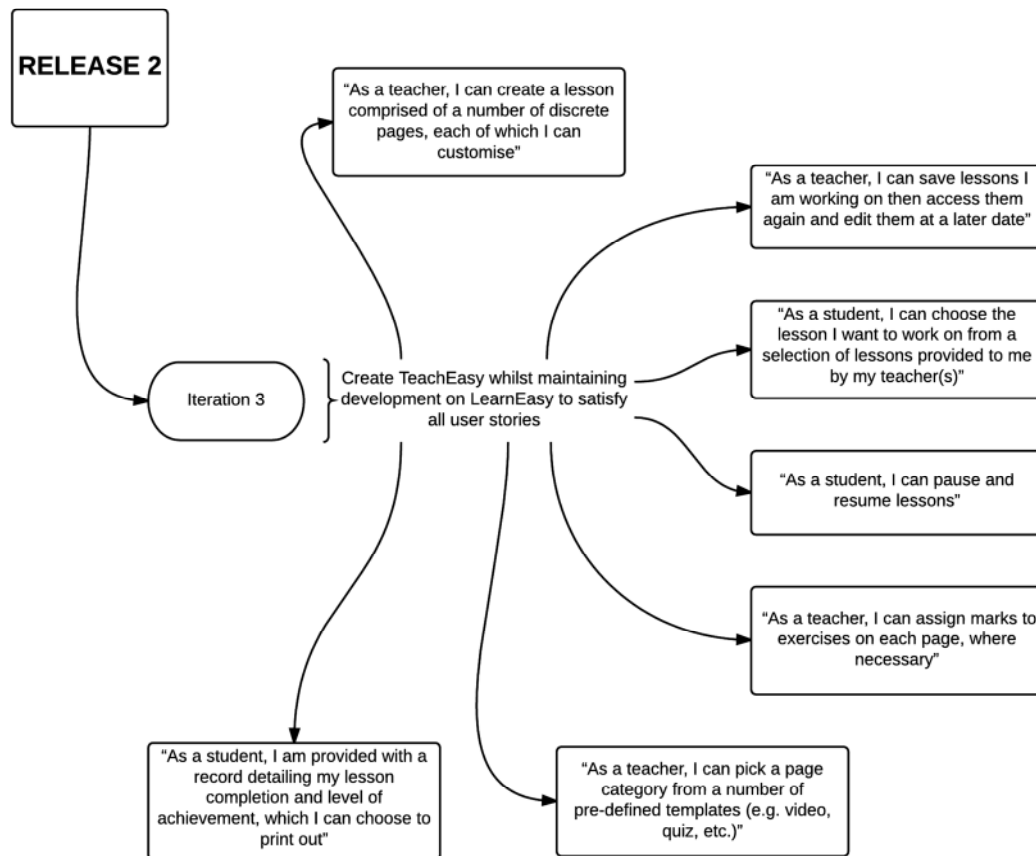 RELEASE 2
“As a teacher, I can create a lesson
comprised of a number of discrete
pages, each of which I can
customise”
“As a teacher, I can save lessons I
am working on then access them
again and edit them at a later date”
“As a student, I can choose the
lesson I want to work on from a
selection of lessons provided to me
by my teacher(s)”
Iteration 3
Create TeachEasy whilst maintaining
development on LearnEasy to satisfy
all user stories
“As a student, I can pause and
resume lessons”
“As a teacher, I can assign marks to
exercises on each page, where
necessary”
“As a student, I am provided with a
record detailing my lesson
completion and level of
achievement, which I can choose to
print out”
“As a teacher, I can pick a page
category from a number of
pre-defined templates (e.g. video,
quiz, etc.)”